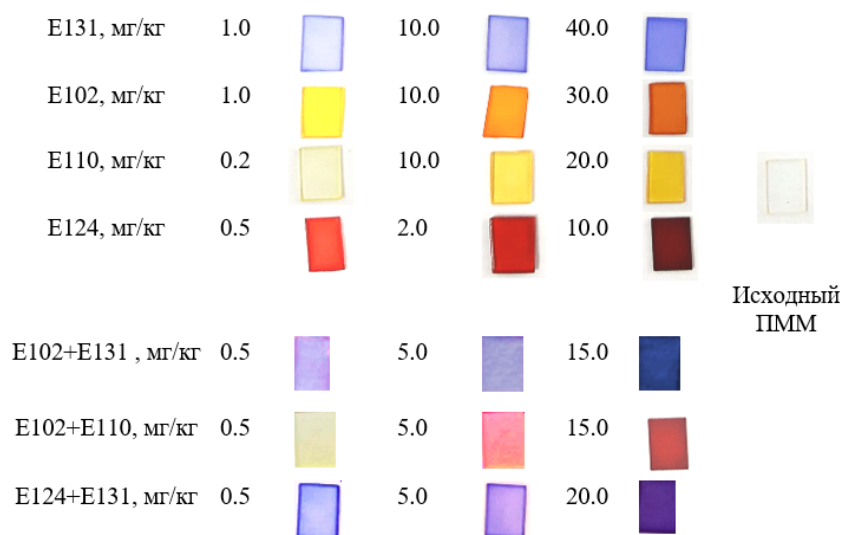 E131, мг/кг 1.0 10.0 40.0
E102, мг/кг 1.0 10.0 30.0
E110, мг/кг 0.2 10.0 20.0
E124, мг/кг 0.5 2.0 10.0
Исходный
ПММ
E102+E131 , мг/кг 0.5 5.0 15.0
E102+E110, мг/кг 0.5 5.0 15.0
E124+E131, мг/кг 0.5 5.0 20.0